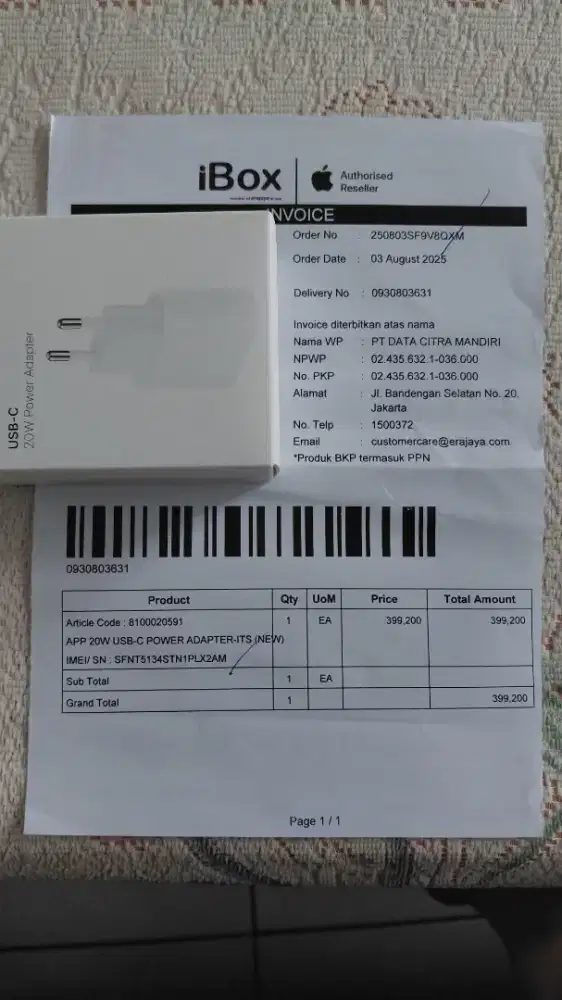 iBox
Authorised
Reseller
NVOICE
Order No : 250803SF9V8QXM
Order Date : 03 August 2025
Delivery No : 0930803631
Invoice diterbitkan atas nama
Nama WP : PT DATA CITRA MANDIRI
NPWP : 02.435.632.1-036.000
No. PKP : 02.435.632.1-036.000
Alamat : Jl. Bandengan Selatan No. 20,
Jakarta
No. Telp : 1500372
Email : customercare@erajaya.com
*Produk BKP termasuk PPN
USB-C
20W Power Adapter
0930803631
Product Qty UoM Price Total Amount
Article Code : 8100020591 1 EA 399,200 399,200
APP 20W USB-C POWER ADAPTER-ITS (NEW)
IMEI/ SN : SFNT5134STN1PLX2AM
Sub Total 1 EA
Grand Total 1 399,200
Page 1 / 1